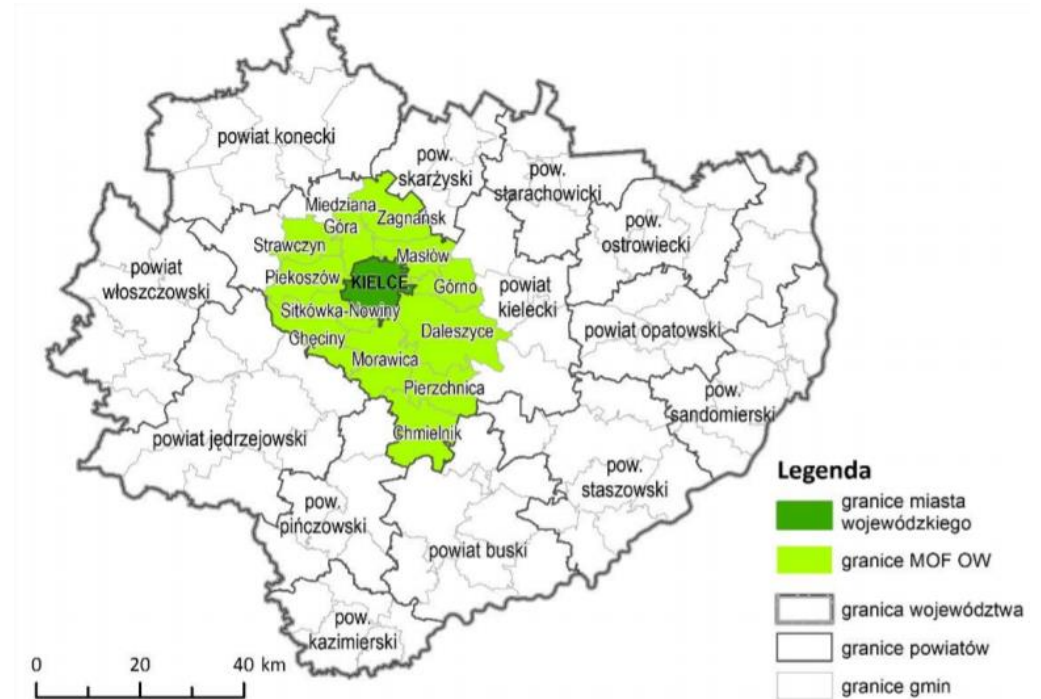 powiat konecki
pow.
skarżyski
pow.
starachowicki
Miedziana
Góra
Zagnańsk
pow.
ostrowiecki
Strawczyn
Masłów
powiat
włoszczowski
Piekoszów
KIELCE
Górno
powiat
kielecki
Sitkówka-Nowiny
Daleszyce
powiat opatowski
Chęciny
Morawica
Pierzchnica
pow.
sandomierski
powiat jędrzejowski
Chmielnik
pow.
staszowski
pow.
pińczowski
powiat buski
pow.
kazimierski
Legenda
granice miasta
wojewódzkiego
granice MOF OW
granica województwa
granice powiatów
granice gmin
0 20 40 km